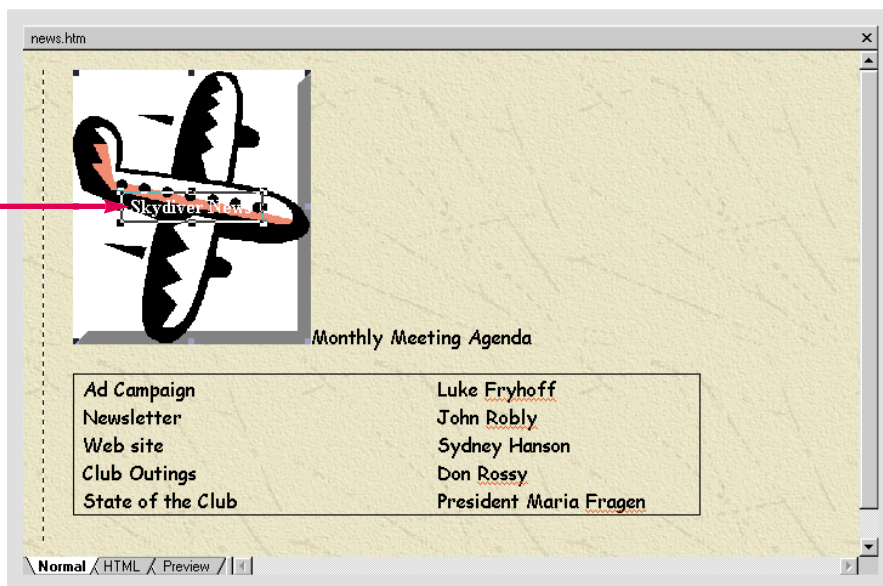 news.htm
Skydiver News
Monthly Meeting Agenda
Ad Campaign Luke Fryhoff
Newsletter John Robly
Web site Sydney Hanson
Club Outings Don Rossy
State of the Club President Maria Fragen
Normal HTML Preview